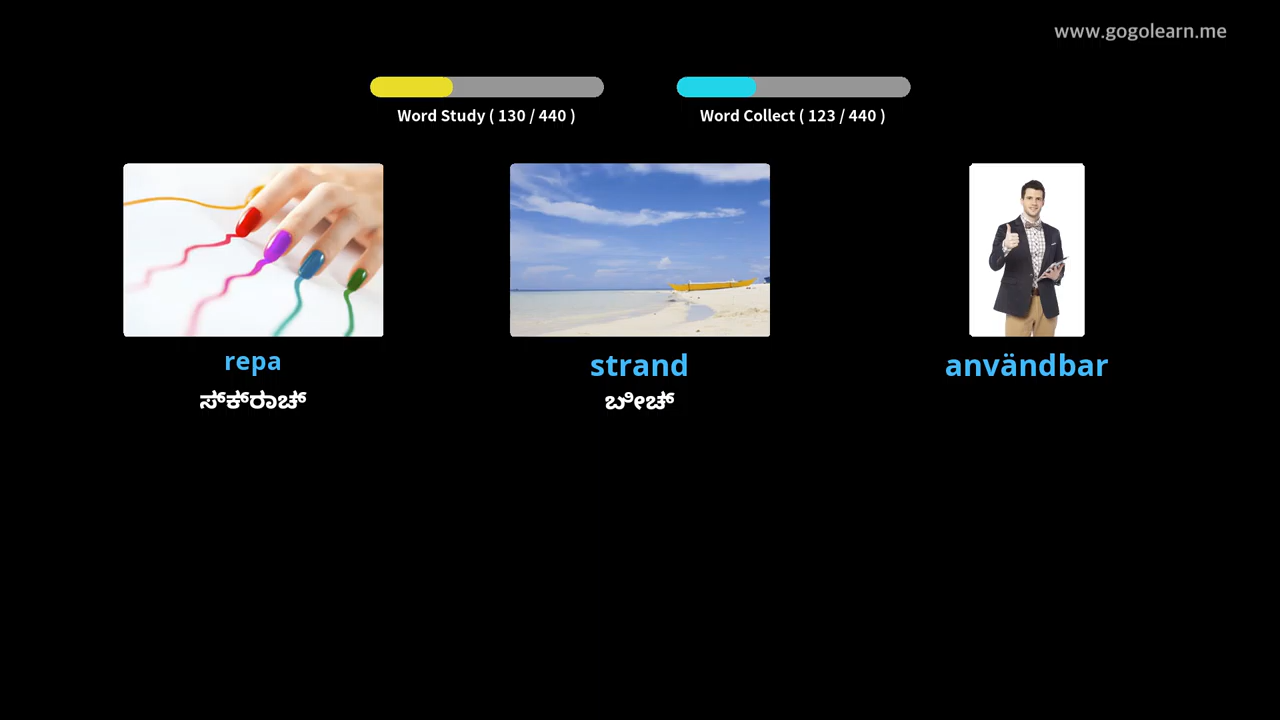 www.gogolearn.me
Word Study ( 130 / 440 )
Word Collect ( 123 / 440 )
repa
strand
användbar
ಸ್ಕ್ರಾಚ್
ಬೀಚ್